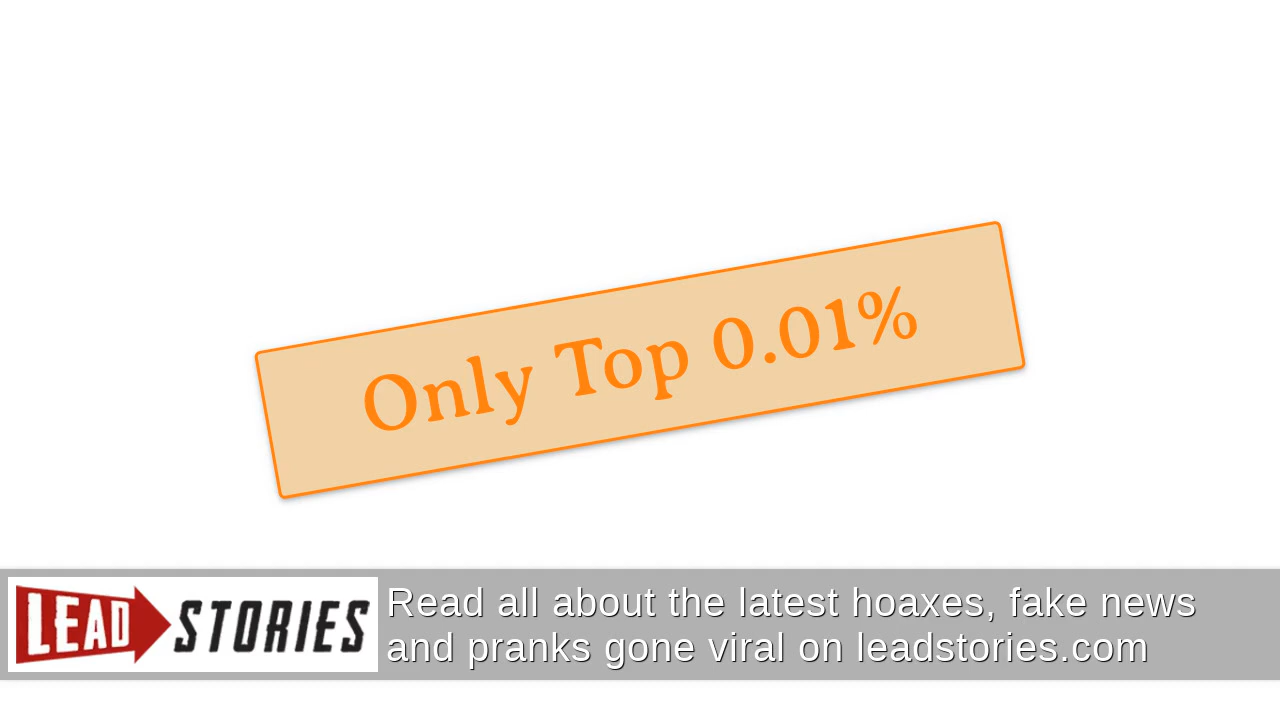 Only Top 0.01%
LEAD STORIES
Read all about the latest hoaxes, fake news
and pranks gone viral on leadstories.com